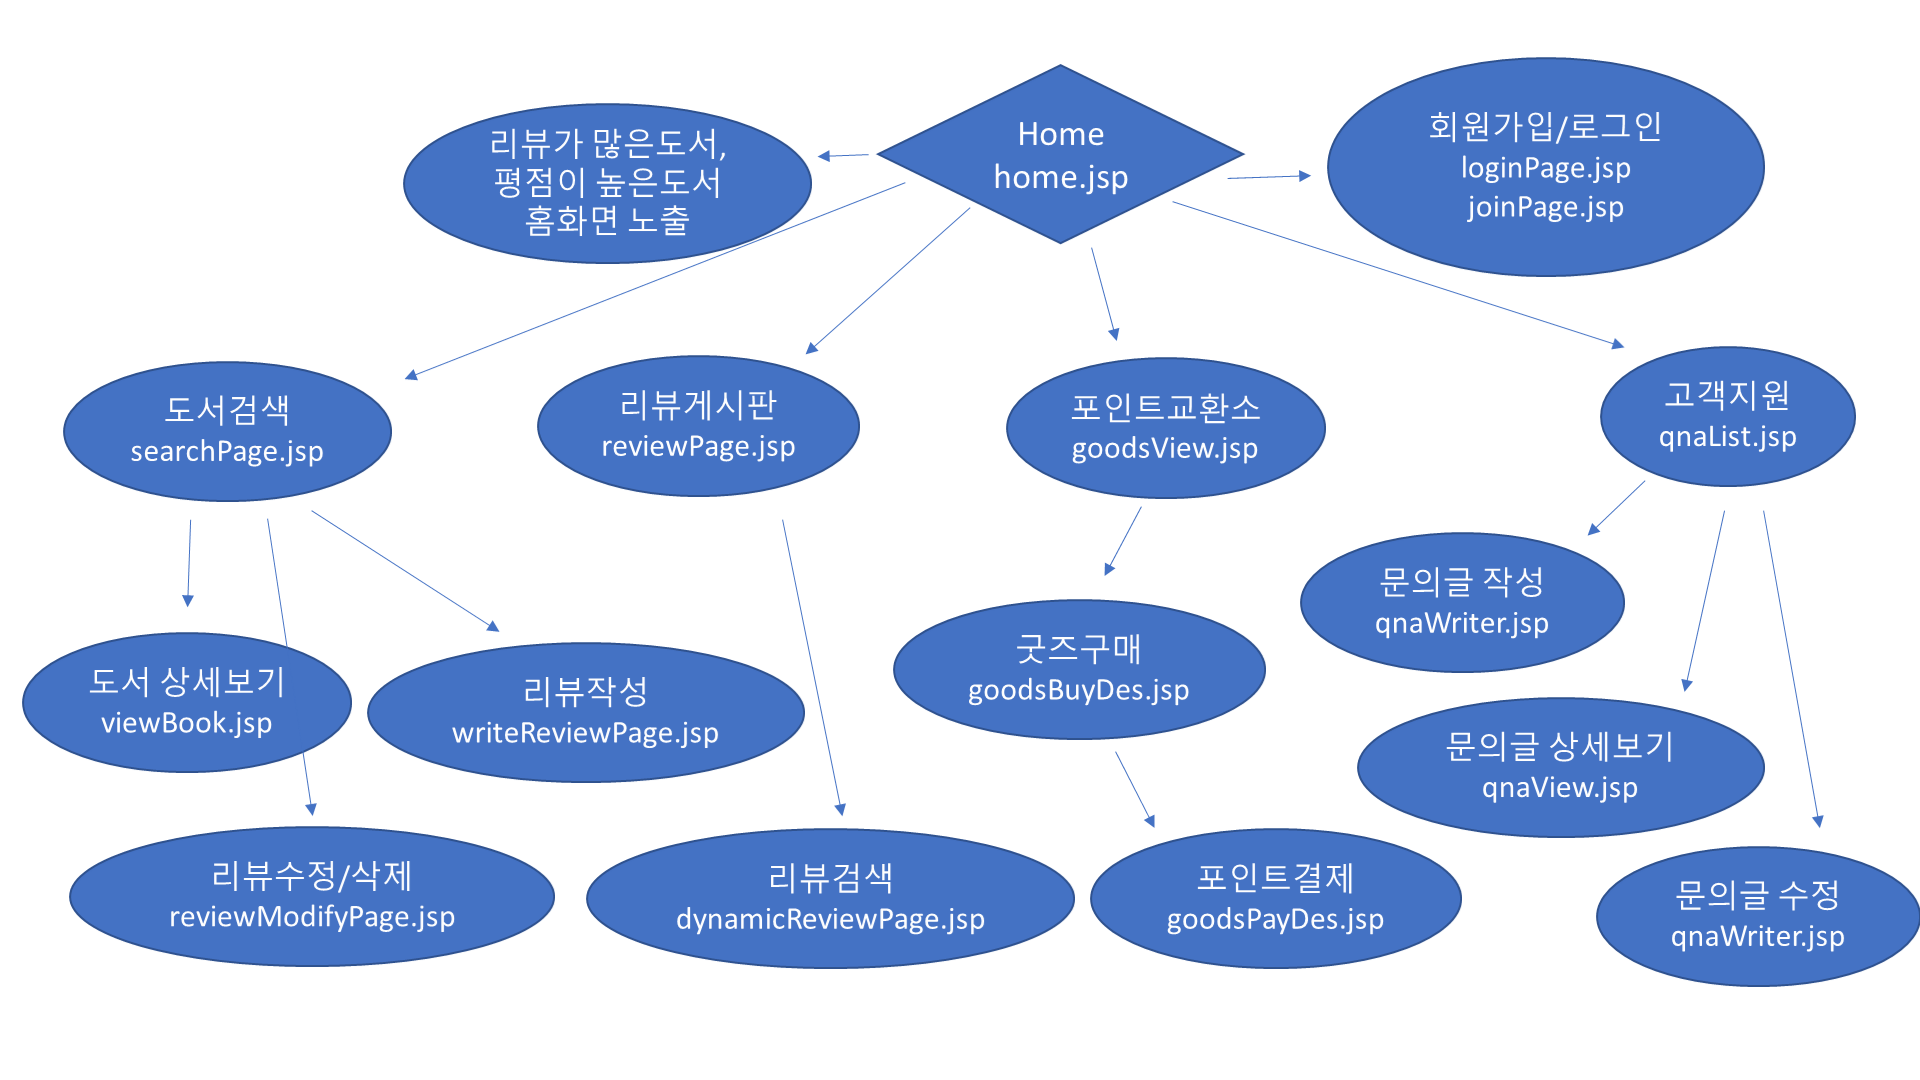 Home
home.jsp
리뷰가 많은도서,
평점이 높은도서
홈화면 노출
회원가입/로그인
loginPage.jsp
joinPage.jsp
도서검색
searchPage.jsp
리뷰게시판
reviewPage.jsp
포인트교환소
goodsView.jsp
고객지원
qnaList.jsp
문의글 작성
qnaWriter.jsp
도서 상세보기
viewBook.jsp
리뷰작성
writeReviewPage.jsp
굿즈구매
goodsBuyDes.jsp
문의글 상세보기
qnaView.jsp
리뷰수정/삭제
reviewModifyPage.jsp
리뷰검색
dynamicReviewPage.jsp
포인트결제
goodsPayDes.jsp
문의글 수정
qnaWriter.jsp